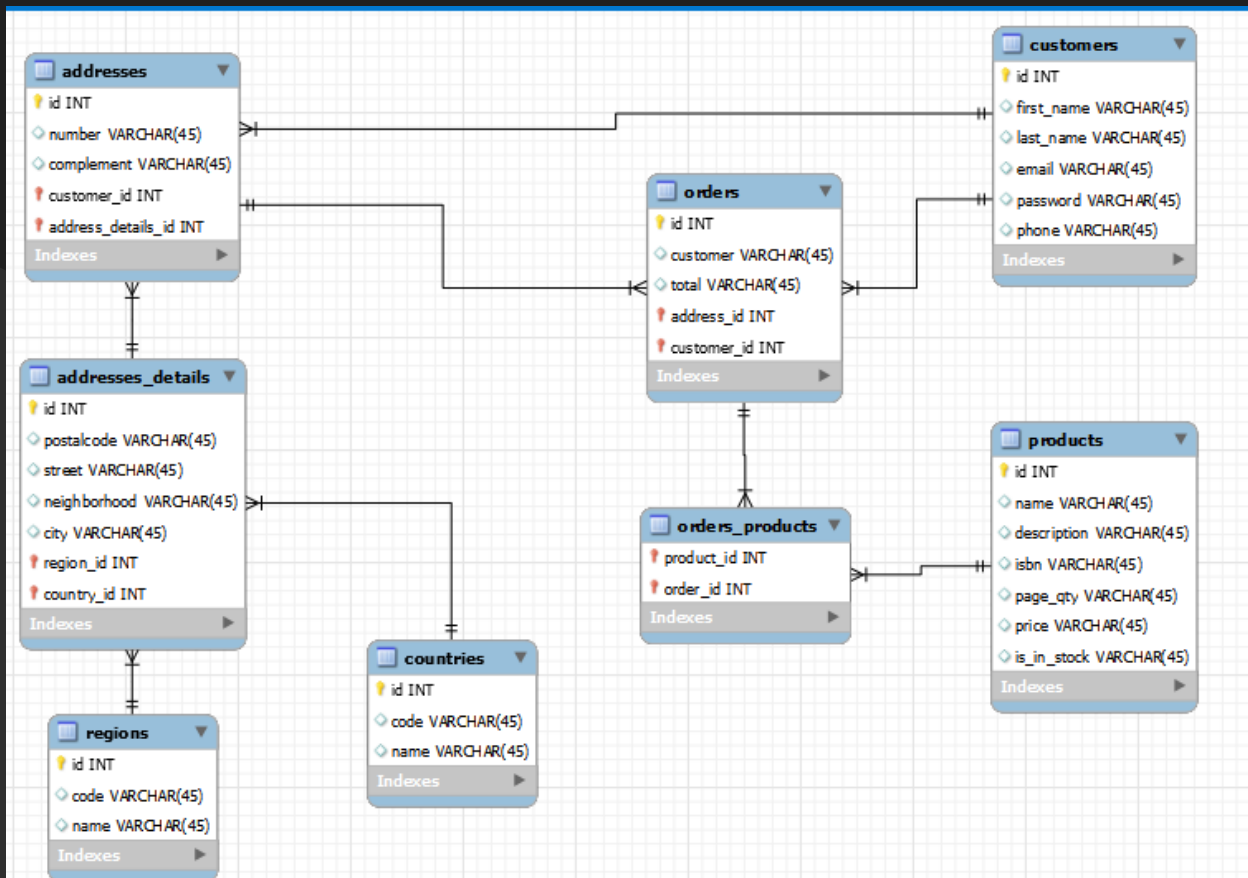 addresses
id INT
number VARCHAR(45)
complement VARCHAR(45)
customer_id INT
address_details_id INT
Indexes
customers
id INT
first_name VARCHAR(45)
last_name VARCHAR(45)
email VARCHAR(45)
password VARCHAR(45)
phone VARCHAR(45)
Indexes
orders
id INT
customer VARCHAR(45)
total VARCHAR(45)
address_id INT
customer_id INT
Indexes
addresses_details
id INT
postalcode VARCHAR(45)
street VARCHAR(45)
neighborhood VARCHAR(45)
city VARCHAR(45)
region_id INT
country_id INT
Indexes
products
id INT
name VARCHAR(45)
description VARCHAR(45)
isbn VARCHAR(45)
page_qty VARCHAR(45)
price VARCHAR(45)
is_in_stock VARCHAR(45)
Indexes
orders_products
product_id INT
order_id INT
Indexes
countries
id INT
code VARCHAR(45)
name VARCHAR(45)
Indexes
regions
id INT
code VARCHAR(45)
name VARCHAR(45)
Indexes